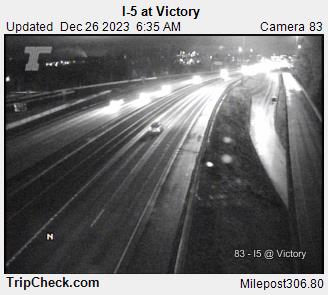 I-5 at Victory
Updated Dec 26 2023 6:35 AM Camera 83
T
N
83 - I5 @ Victory
TripCheck.com Milepost306.80